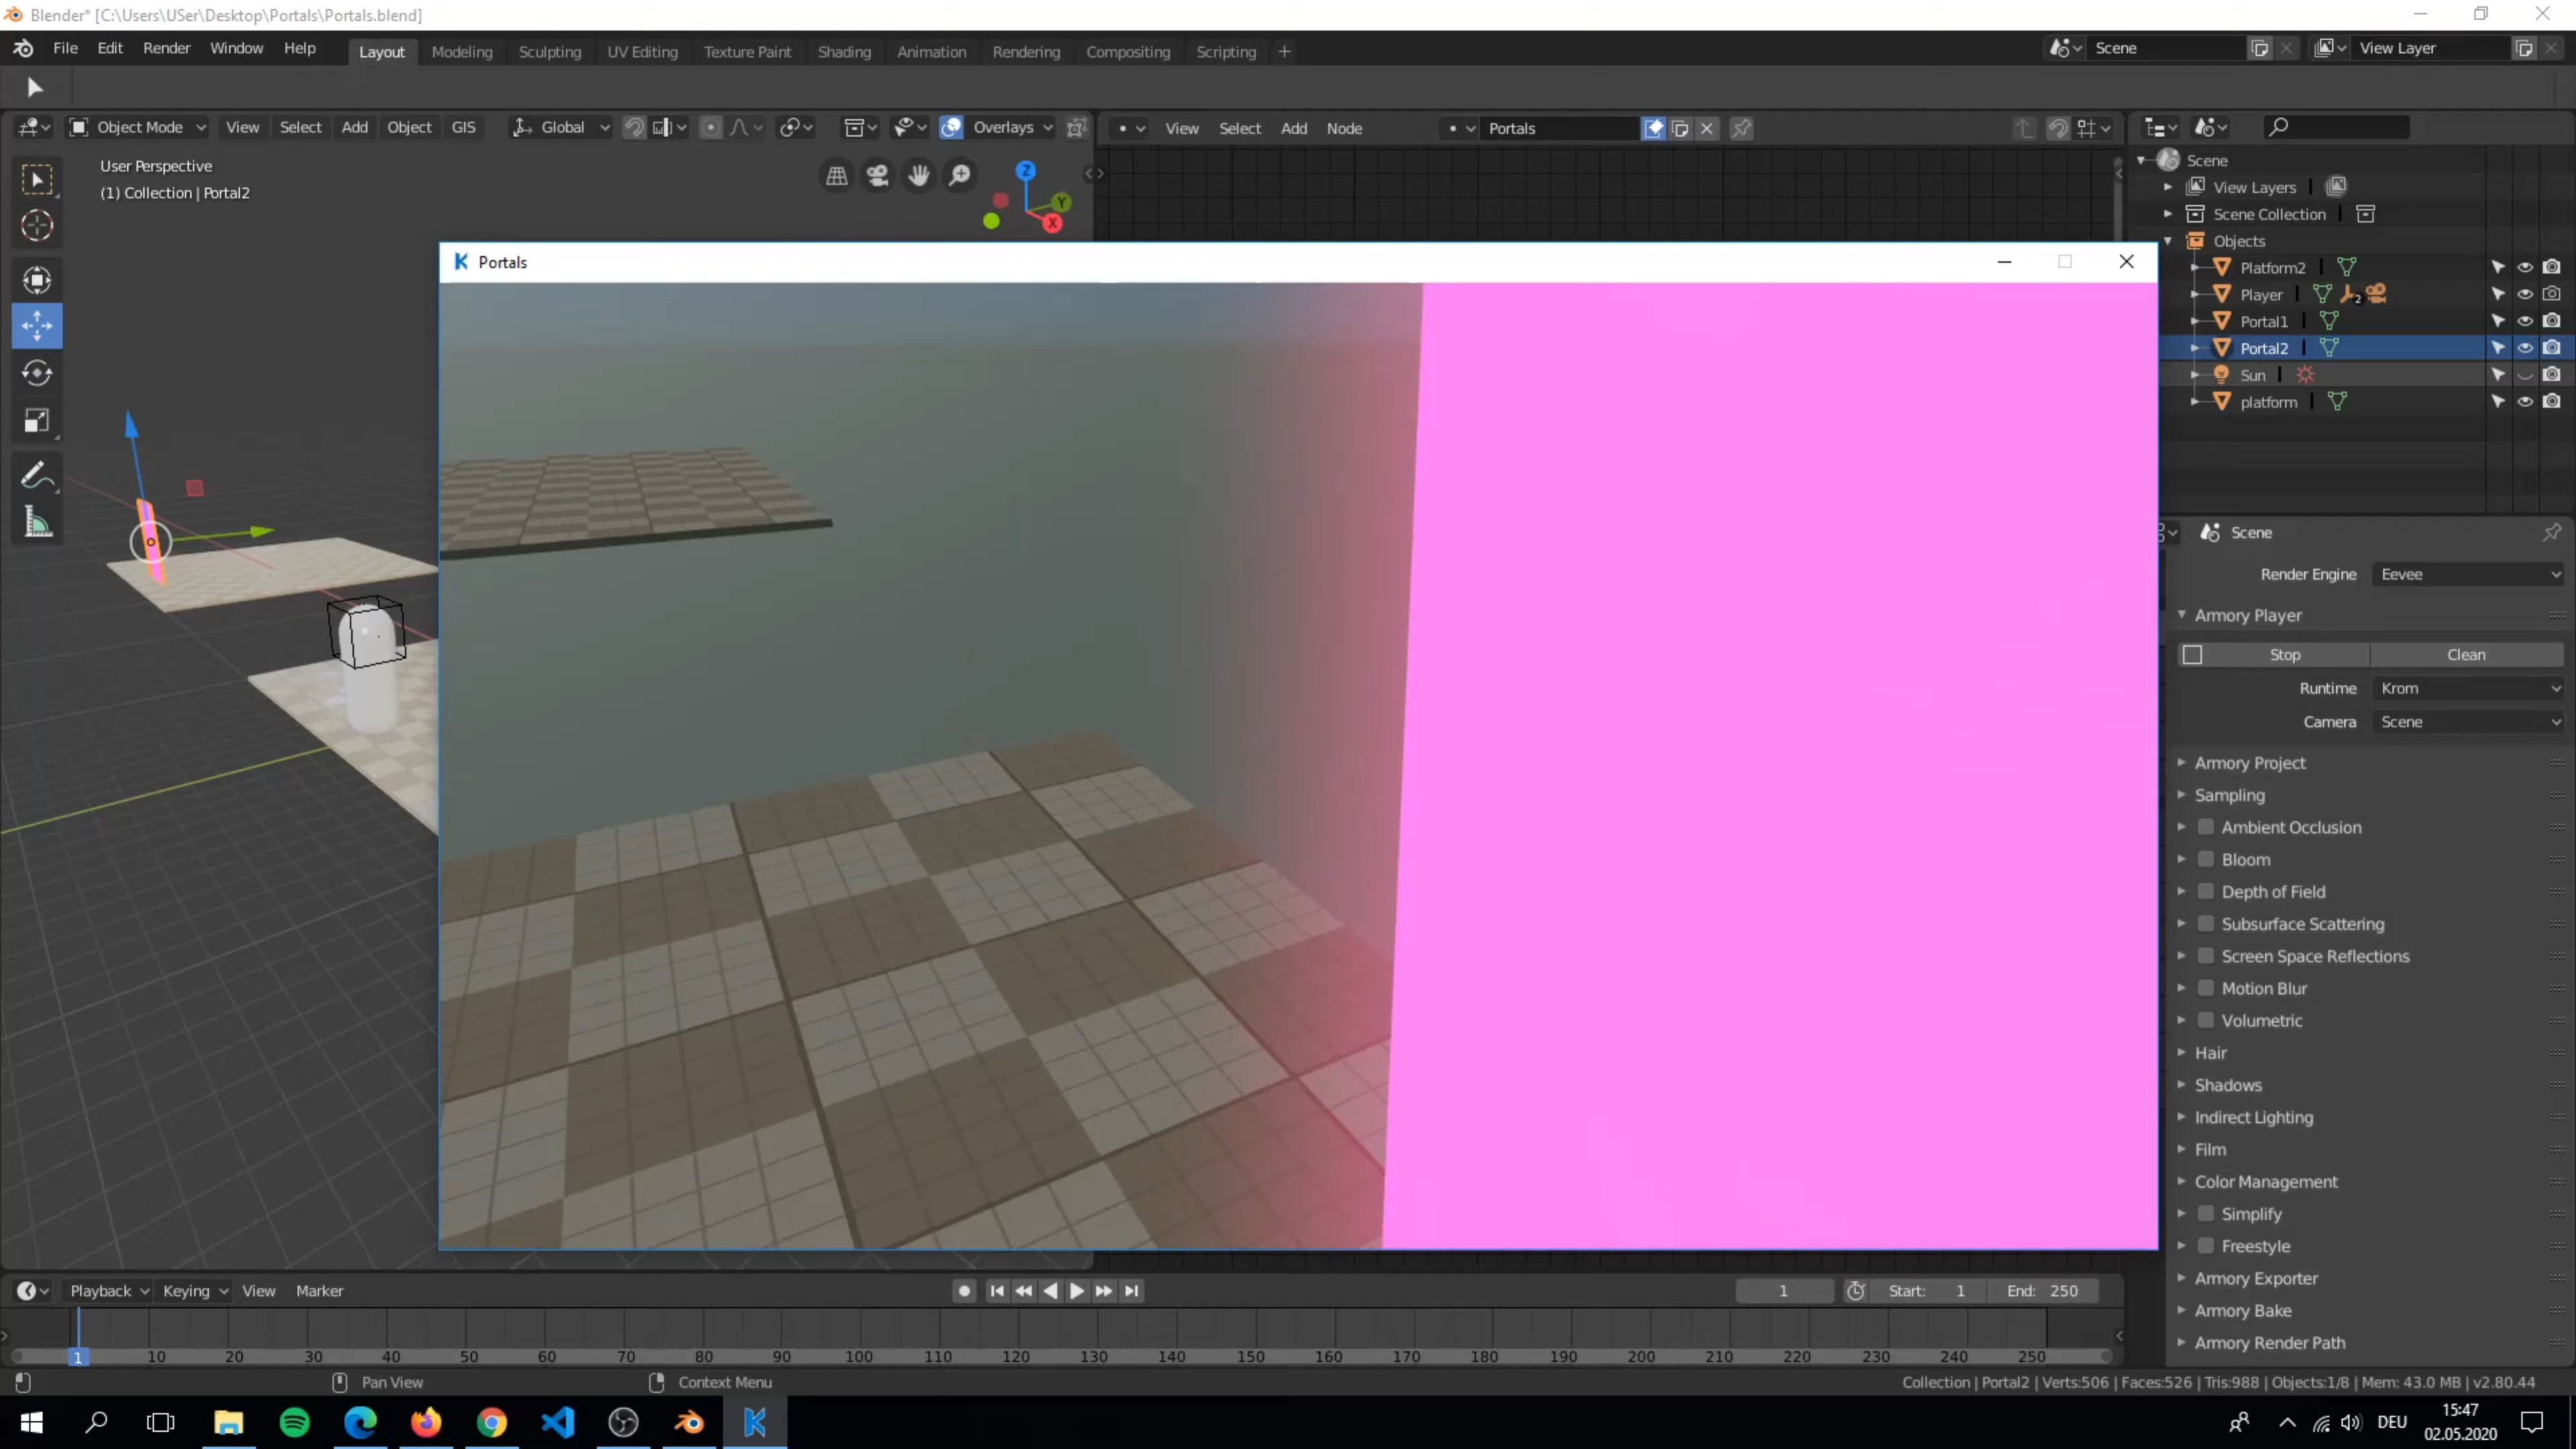 Blender* [C:\Users\USer\Desktop\Portals\Portals.blend]
File Edit Render Window Help Layout Modeling Sculpting UV Editing Texture Paint Shading Animation Rendering Compositing Scripting + Scene View Layer
Object Mode View Select Add Object GIS Global Overlays View Select Add Node Portals
User Perspective
(1) Collection | Portal2
Z
Y
X
Scene
View Layers
Scene Collection
Objects
Platform2
Player 2
Portal1
Portal2
Sun
platform
Portals
Scene
Render Engine Eevee
Armory Player
Stop Clean
Runtime Krom
Camera Scene
Armory Project
Sampling
Ambient Occlusion
Bloom
Depth of Field
Subsurface Scattering
Screen Space Reflections
Motion Blur
Volumetric
Hair
Shadows
Indirect Lighting
Film
Color Management
Simplify
Freestyle
Armory Exporter
Armory Bake
Armory Render Path
Playback Keying View Marker 1 Start: 1 End: 250
1 10 20 30 40 50 60 70 80 90 100 110 120 130 140 150 160 170 180 190 200 210 220 230 240 250
Pan View Context Menu Collection | Portal2 | Verts:506 | Faces:526 | Tris:988 | Objects:1/8 | Mem: 43.0 MB | v2.80.44
DEU 15:47
02.05.2020